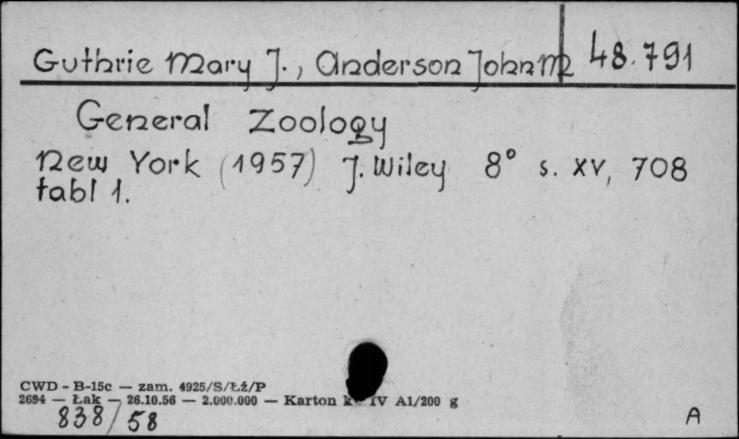 Guthrie Mary J., Anderson John M 48.791
General Zoology
New York (1957) J. Wiley 8° s. XV, 708
tabl 1.
CWD - B-15c — zam. 4925/S/Łż/P
2694 — Łak — 26.10.56 — 2.000.000 — Karton IV A1/200 g
838/58
A